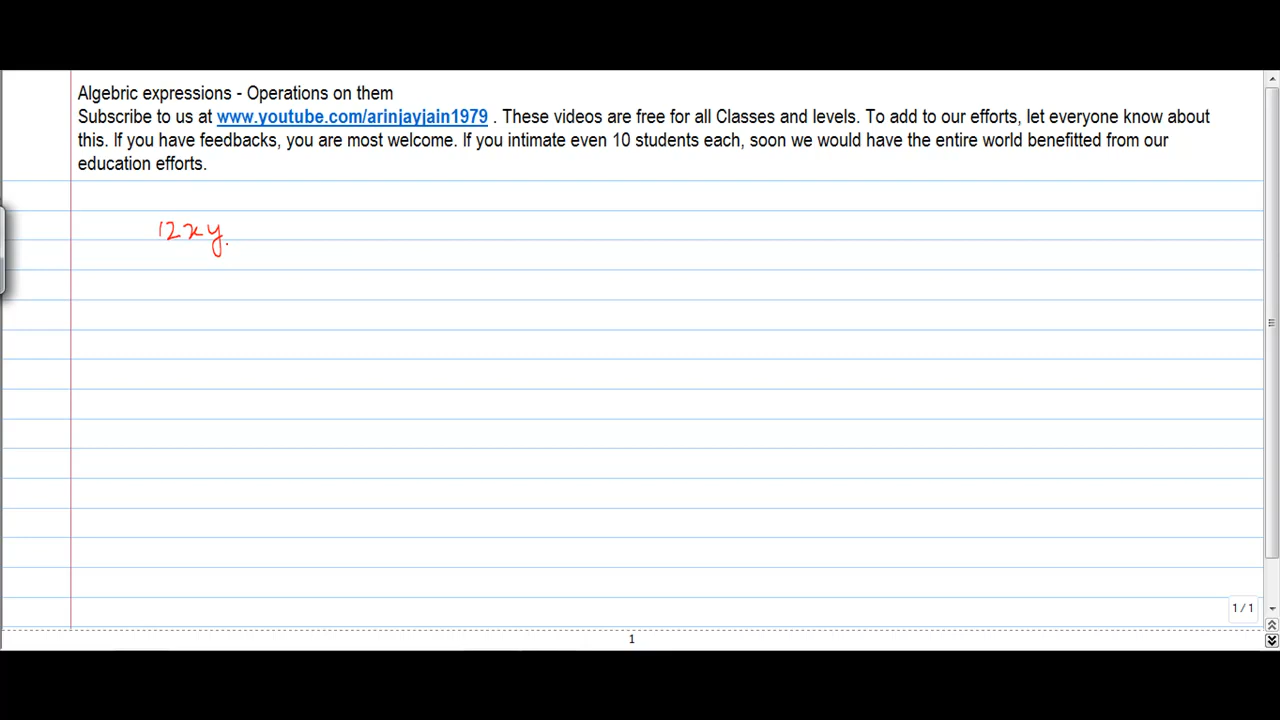 Algebric expressions - Operations on them
Subscribe to us at www.youtube.com/arinjayjain1979 . These videos are free for all Classes and levels. To add to our efforts, let everyone know about
this. If you have feedbacks, you are most welcome. If you intimate even 10 students each, soon we would have the entire world benefitted from our
education efforts.
12xy
1 / 1
1